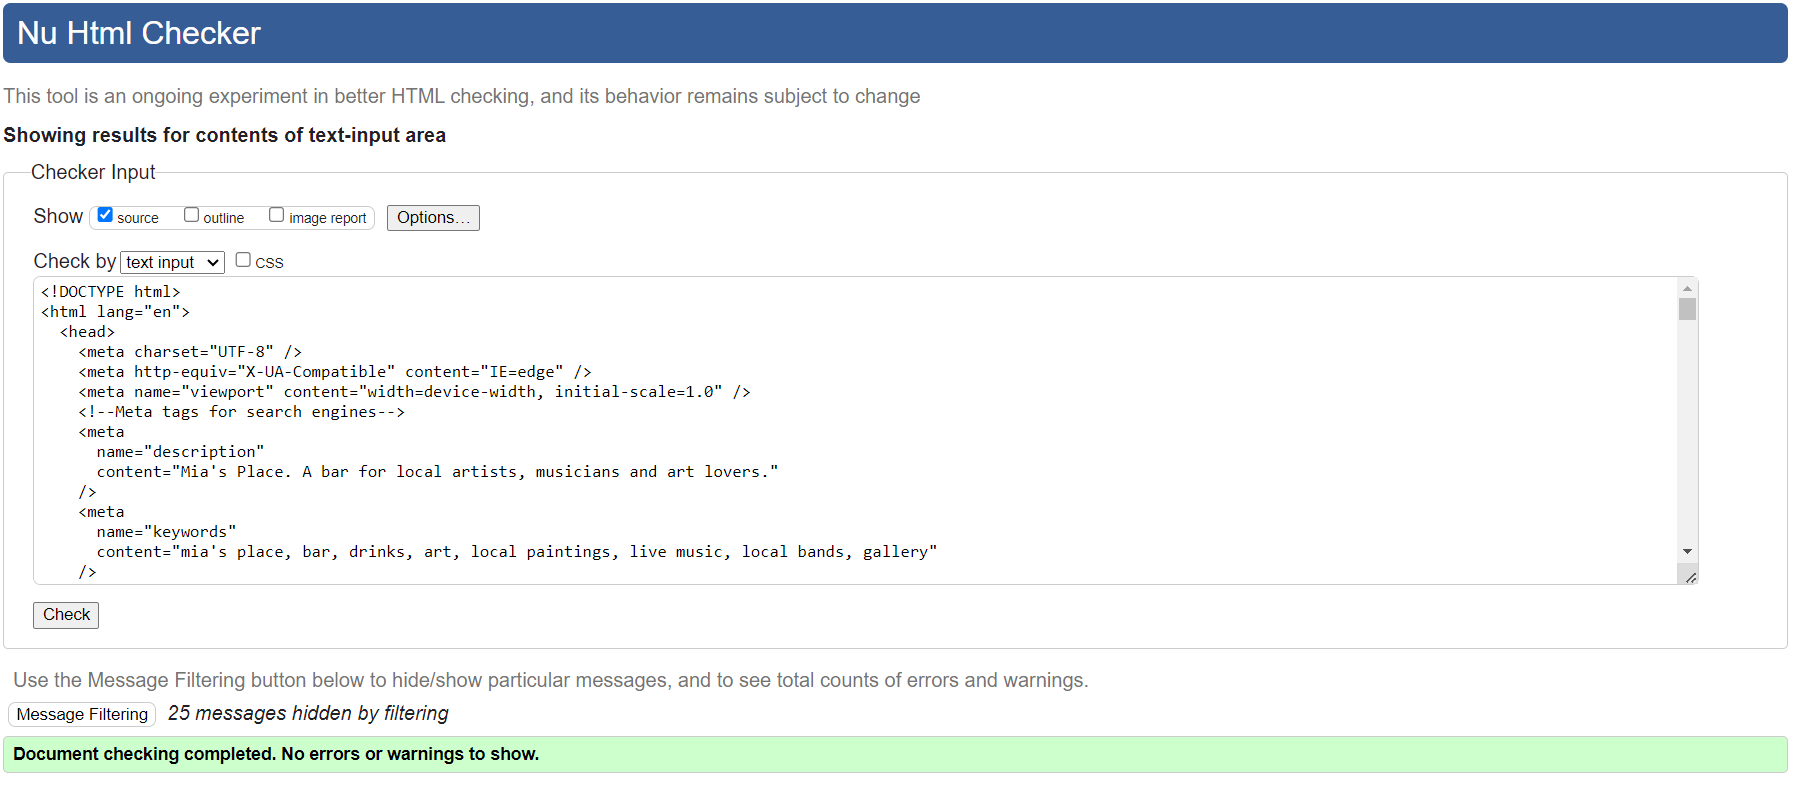 Nu Html Checker
This tool is an ongoing experiment in better HTML checking, and its behavior remains subject to change
Showing results for contents of text-input area
Checker Input
Show source outline image report Options...
Check by text input CSS
<!DOCTYPE html>
<html lang="en">
<head>
<meta charset="UTF-8" />
<meta http-equiv="X-UA-Compatible" content="IE=edge" />
<meta name="viewport" content="width=device-width, initial-scale=1.0" />
<!--Meta tags for search engines-->
<meta
name="description"
content="Mia's Place. A bar for local artists, musicians and art lovers."
/>
<meta
name="keywords"
content="mia's place, bar, drinks, art, local paintings, live music, local bands, gallery"
/>
Check
Use the Message Filtering button below to hide/show particular messages, and to see total counts of errors and warnings.
Message Filtering 25 messages hidden by filtering
Document checking completed. No errors or warnings to show.